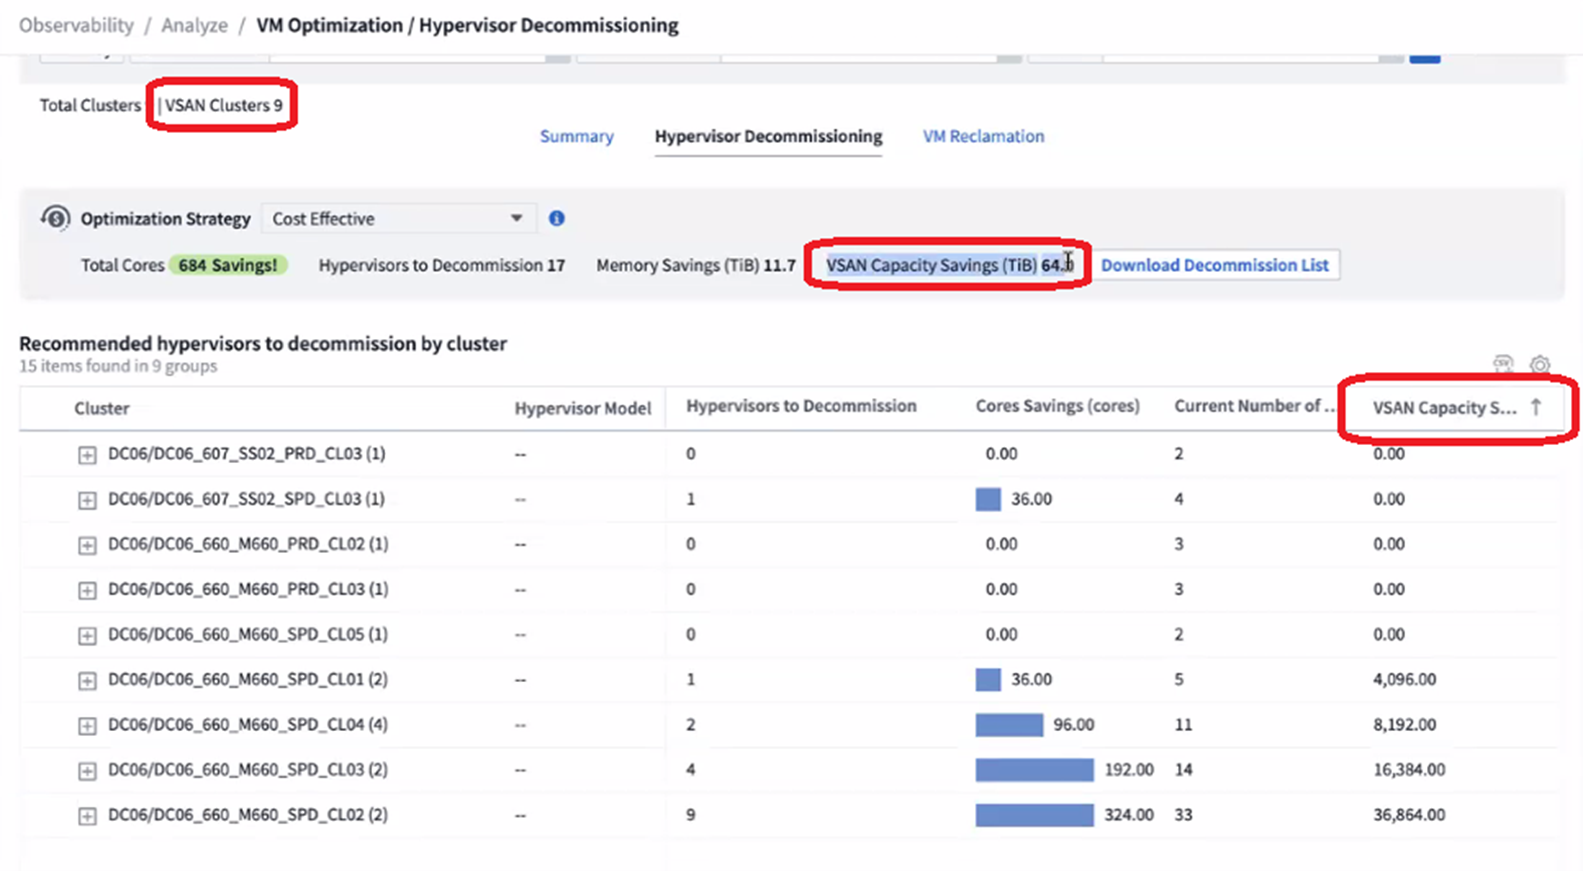 Observability / Analyze / VM Optimization / Hypervisor Decommissioning
Total Clusters | VSAN Clusters 9
Summary Hypervisor Decommissioning VM Reclamation
Optimization Strategy Cost Effective
Total Cores 684 Savings! Hypervisors to Decommission 17 Memory Savings (TiB) 11.7 VSAN Capacity Savings (TiB) 64.0 Download Decommission List
Recommended hypervisors to decommission by cluster
15 items found in 9 groups
Cluster Hypervisor Model Hypervisors to Decommission Cores Savings (cores) Current Number of ... VSAN Capacity S... ↑
DC06/DC06_607_SS02_PRD_CL03 (1) -- 0 0.00 2 0.00
DC06/DC06_607_SS02_SPD_CL03 (1) -- 1 36.00 4 0.00
DC06/DC06_660_M660_PRD_CL02 (1) -- 0 0.00 3 0.00
DC06/DC06_660_M660_PRD_CL03 (1) -- 0 0.00 3 0.00
DC06/DC06_660_M660_SPD_CL05 (1) -- 0 0.00 2 0.00
DC06/DC06_660_M660_SPD_CL01 (2) -- 1 36.00 5 4,096.00
DC06/DC06_660_M660_SPD_CL04 (4) -- 2 96.00 11 8,192.00
DC06/DC06_660_M660_SPD_CL03 (2) -- 4 192.00 14 16,384.00
DC06/DC06_660_M660_SPD_CL02 (2) -- 9 324.00 33 36,864.00